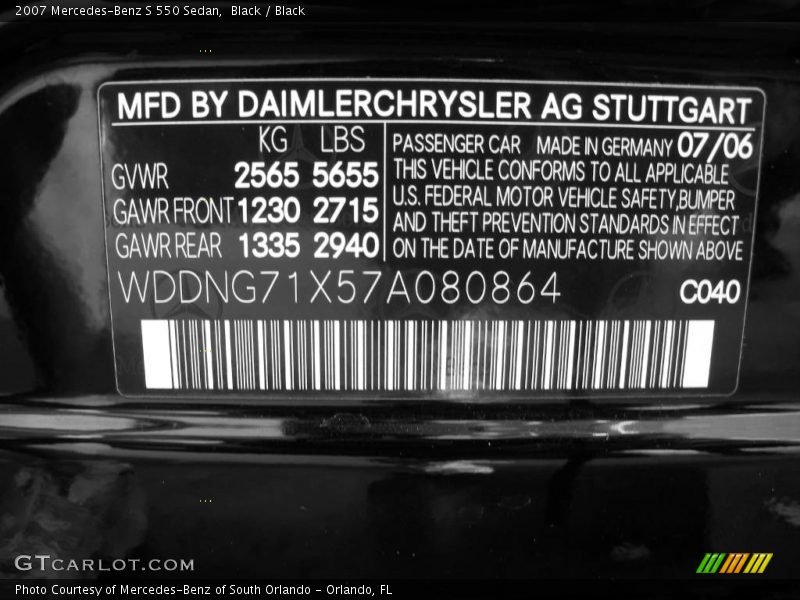 2007 Mercedes-Benz S 550 Sedan,  Black / Black
MFD BY DAIMLERCHRYSLER AG STUTTGART
KG LBS
GVWR 2565 5655
GAWR FRONT 1230 2715
GAWR REAR 1335 2940
PASSENGER CAR MADE IN GERMANY 07/06
THIS VEHICLE CONFORMS TO ALL APPLICABLE
U.S. FEDERAL MOTOR VEHICLE SAFETY,BUMPER
AND THEFT PREVENTION STANDARDS IN EFFECT
ON THE DATE OF MANUFACTURE SHOWN ABOVE
WDDNG71X57A080864
C040
GTCARLOT.COM
Photo Courtesy of Mercedes-Benz of South Orlando - Orlando, FL